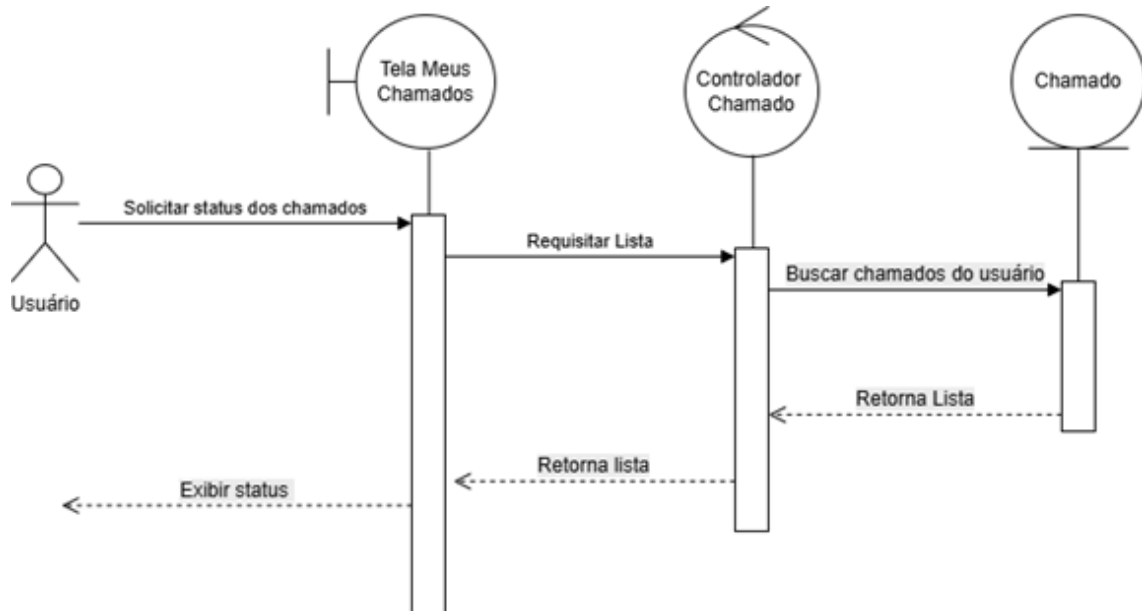 Tela Meus
Chamados
Controlador
Chamado
Chamado
Solicitar status dos chamados
Requisitar Lista
Buscar chamados do usuário
Usuário
Retorna Lista
Retorna lista
Exibir status